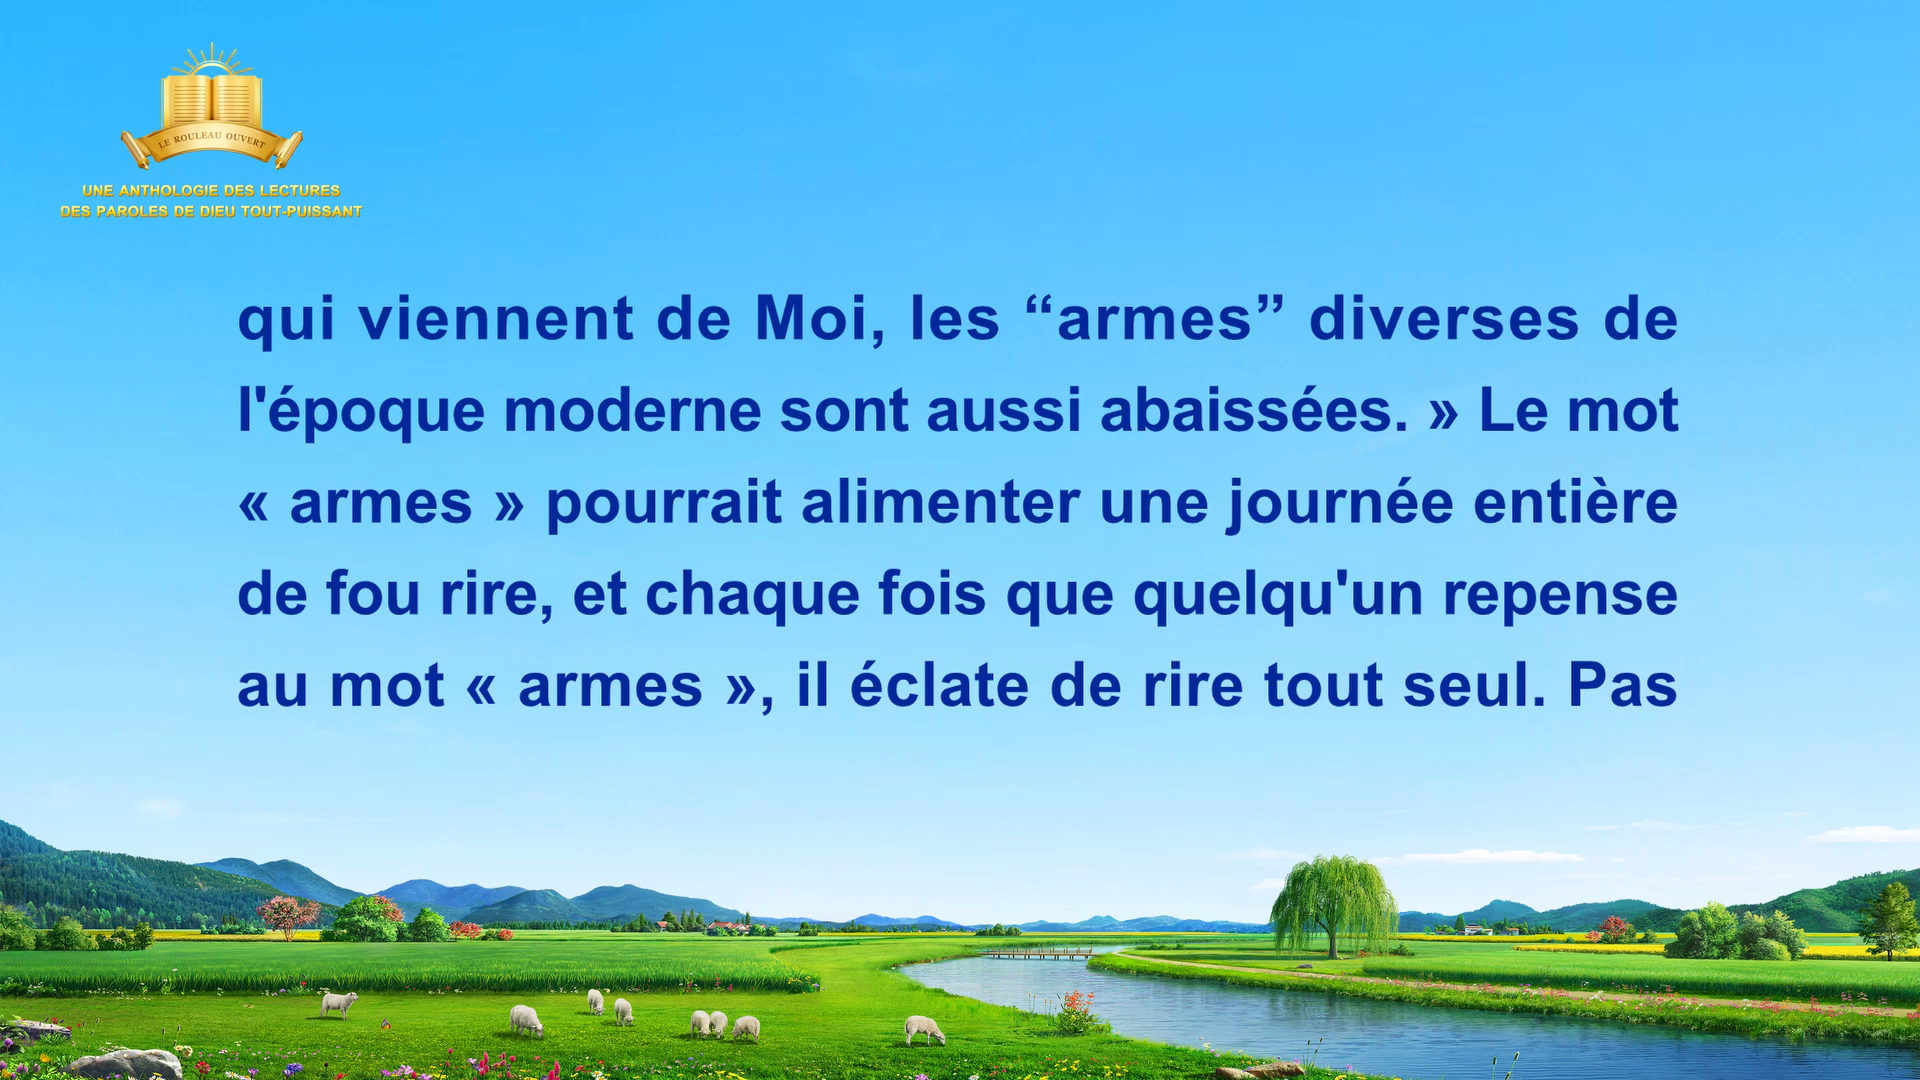 LE ROULEAU OUVERT
UNE ANTHOLOGIE DES LECTURES
DES PAROLES DE DIEU TOUT-PUISSANT
qui viennent de Moi, les “armes” diverses de
l'époque moderne sont aussi abaissées. » Le mot
« armes » pourrait alimenter une journée entière
de fou rire, et chaque fois que quelqu'un repense
au mot « armes », il éclate de rire tout seul. Pas